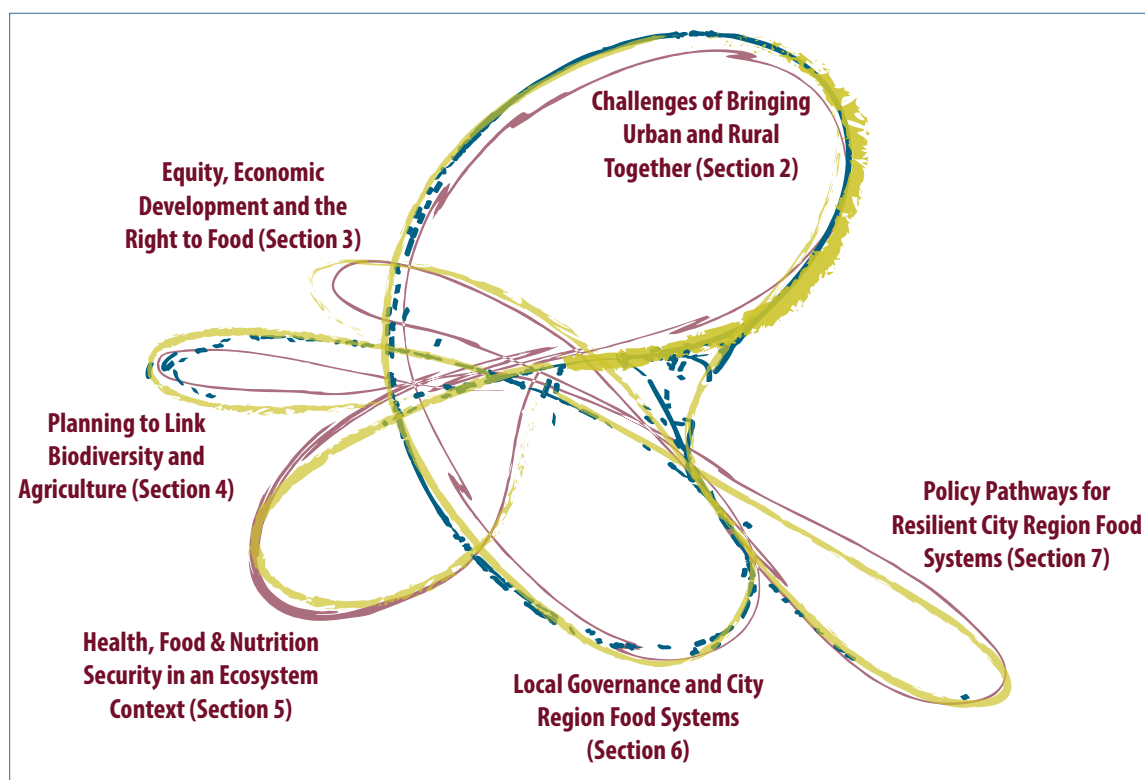 Challenges of Bringing
Urban and Rural
Together (Section 2)
Equity, Economic
Development and the
Right to Food (Section 3)
Planning to Link
Biodiversity and
Agriculture (Section 4)
Health, Food & Nutrition
Security in an Ecosystem
Context (Section 5)
Local Governance and City
Region Food Systems
(Section 6)
Policy Pathways for
Resilient City Region Food
Systems (Section 7)